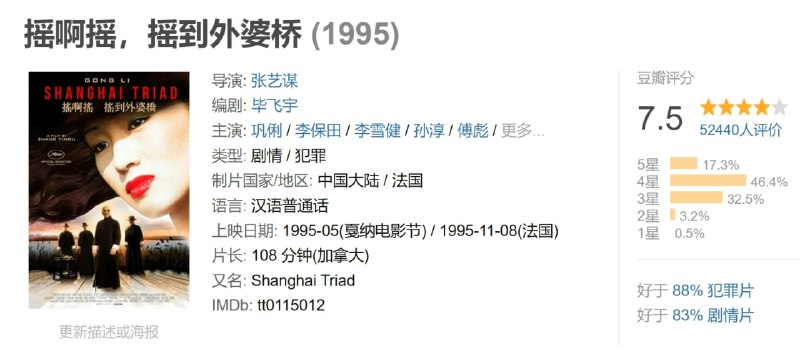 摇啊摇，摇到外婆桥 (1995)
GONG LI
SHANGHAI TRIAD
摇啊摇 摇到外婆桥
A FILM BY
ZHANG YIMOU
OFFICIAL SELECTION
CANNES
更新描述或海报
导演: 张艺谋
编剧: 毕飞宇
主演: 巩俐 / 李保田 / 李雪健 / 孙淳 / 傅彪 / 更多...
类型: 剧情 / 犯罪
制片国家/地区: 中国大陆 / 法国
语言: 汉语普通话
上映日期: 1995-05(戛纳电影节) / 1995-11-08(法国)
片长: 108 分钟(加拿大)
又名: Shanghai Triad
IMDb: tt0115012
豆瓣评分
7.5
52440人评价
5星 17.3%
4星 46.4%
3星 32.5%
2星 3.2%
1星 0.5%
好于 88% 犯罪片
好于 83% 剧情片